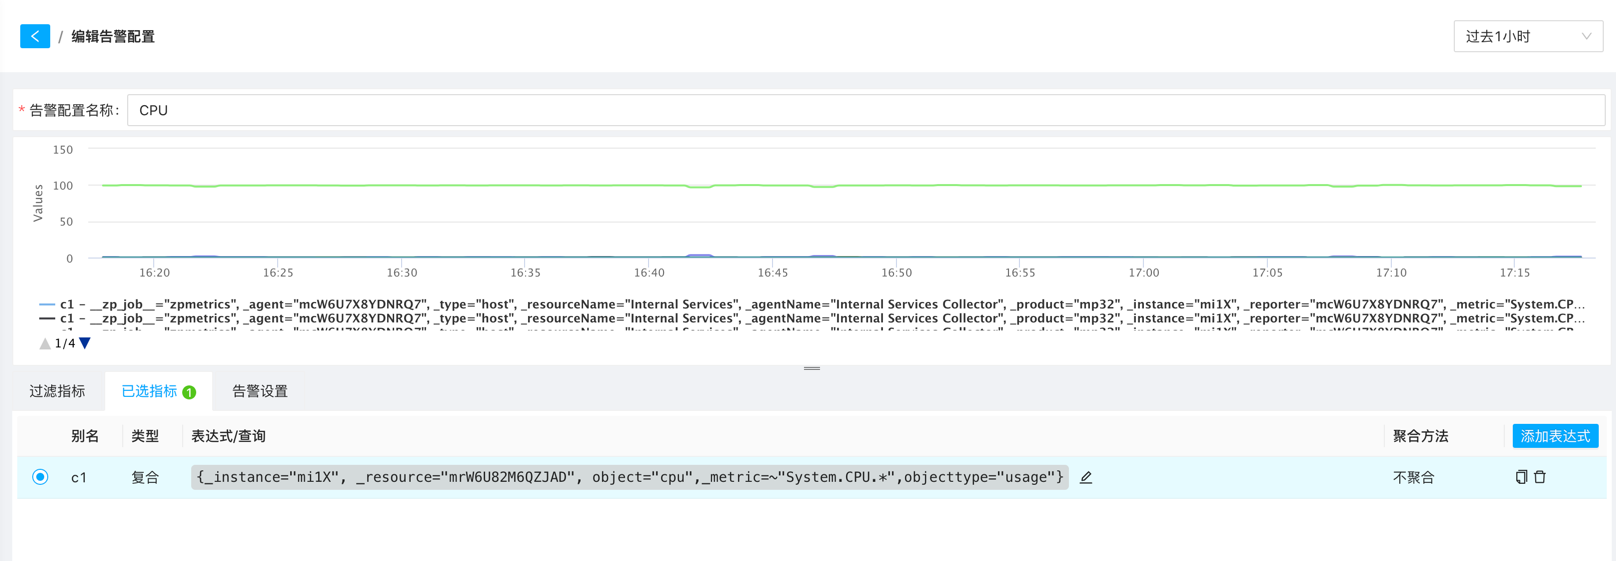 / 编辑告警配置
过去1小时
* 告警配置名称: CPU
150
100
50
0
Values
16:20 16:25 16:30 16:35 16:40 16:45 16:50 16:55 17:00 17:05 17:10 17:15
c1 - __zp_job__="zpmetrics", _agent="mcW6U7X8YDNRQ7", _type="host", _resourceName="Internal Services", _agentName="Internal Services Collector", _product="mp32", _instance="mi1X", _reporter="mcW6U7X8YDNRQ7", _metric="System.CP...
c1 - __zp_job__="zpmetrics", _agent="mcW6U7X8YDNRQ7", _type="host", _resourceName="Internal Services", _agentName="Internal Services Collector", _product="mp32", _instance="mi1X", _reporter="mcW6U7X8YDNRQ7", _metric="System.CP...
1/4
过滤指标 已选指标 1 告警设置
别名 类型 表达式/查询 聚合方法 添加表达式
c1 复合 {_instance="mi1X", _resource="mrW6U82M6QZJAD", object="cpu",_metric=~"System.CPU.*",objecttype="usage"} 不聚合